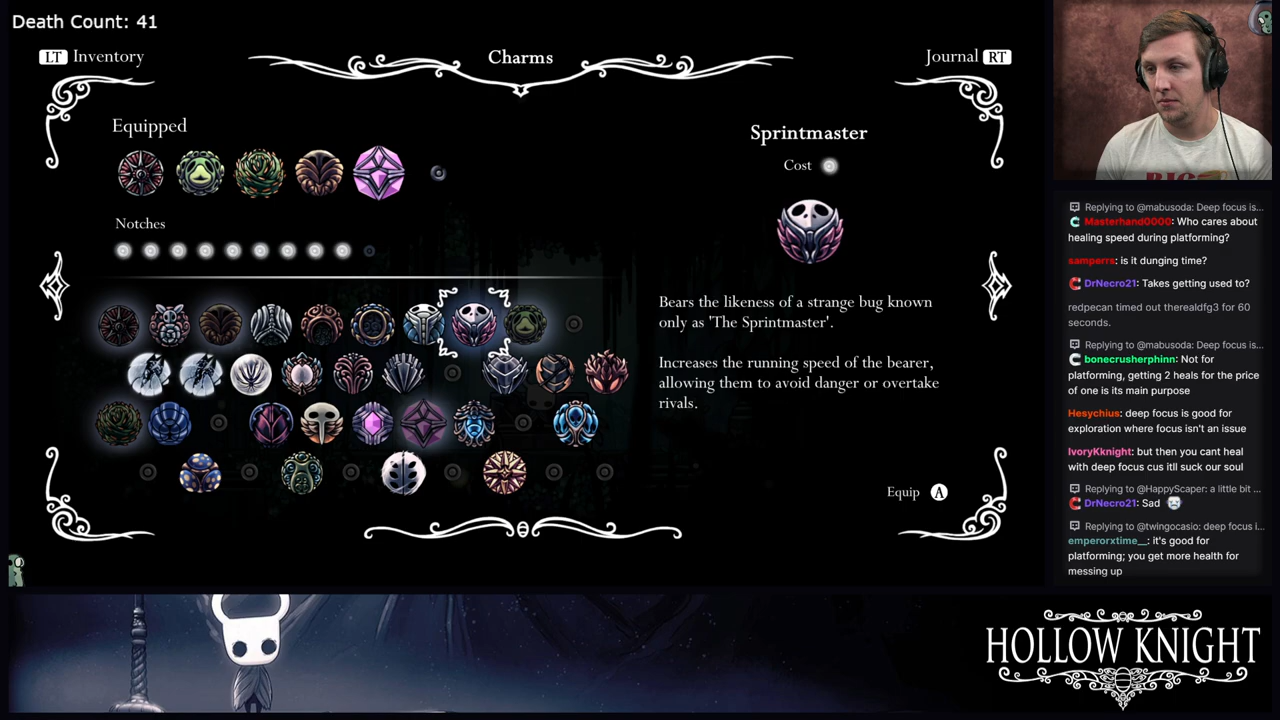 Death Count: 41
LT Inventory
Charms
Journal RT
Equipped
Notches
Sprintmaster
Cost
Bears the likeness of a strange bug known
only as 'The Sprintmaster'.
Increases the running speed of the bearer,
allowing them to avoid danger or overtake
rivals.
Equip A
BIG
Replying to @mabusoda: Deep focus is...
Masterhand0000: Who cares about
healing speed during platforming?
samperrs: is it dunging time?
DrNecro21: Takes getting used to?
redpecan timed out therealdfg3 for 60
seconds.
Replying to @mabusoda: Deep focus is...
bonecrusherphinn: Not for
platforming, getting 2 heals for the price
of one is its main purpose
Hesychius: deep focus is good for
exploration where focus isn't an issue
IvoryKknight: but then you cant heal
with deep focus cus itll suck our soul
Replying to @HappyScaper: a little bit ...
DrNecro21: Sad
Replying to @twingocasio: deep focus i...
emperorxtime__: it's good for
platforming; you get more health for
messing up
HOLLOW KNIGHT